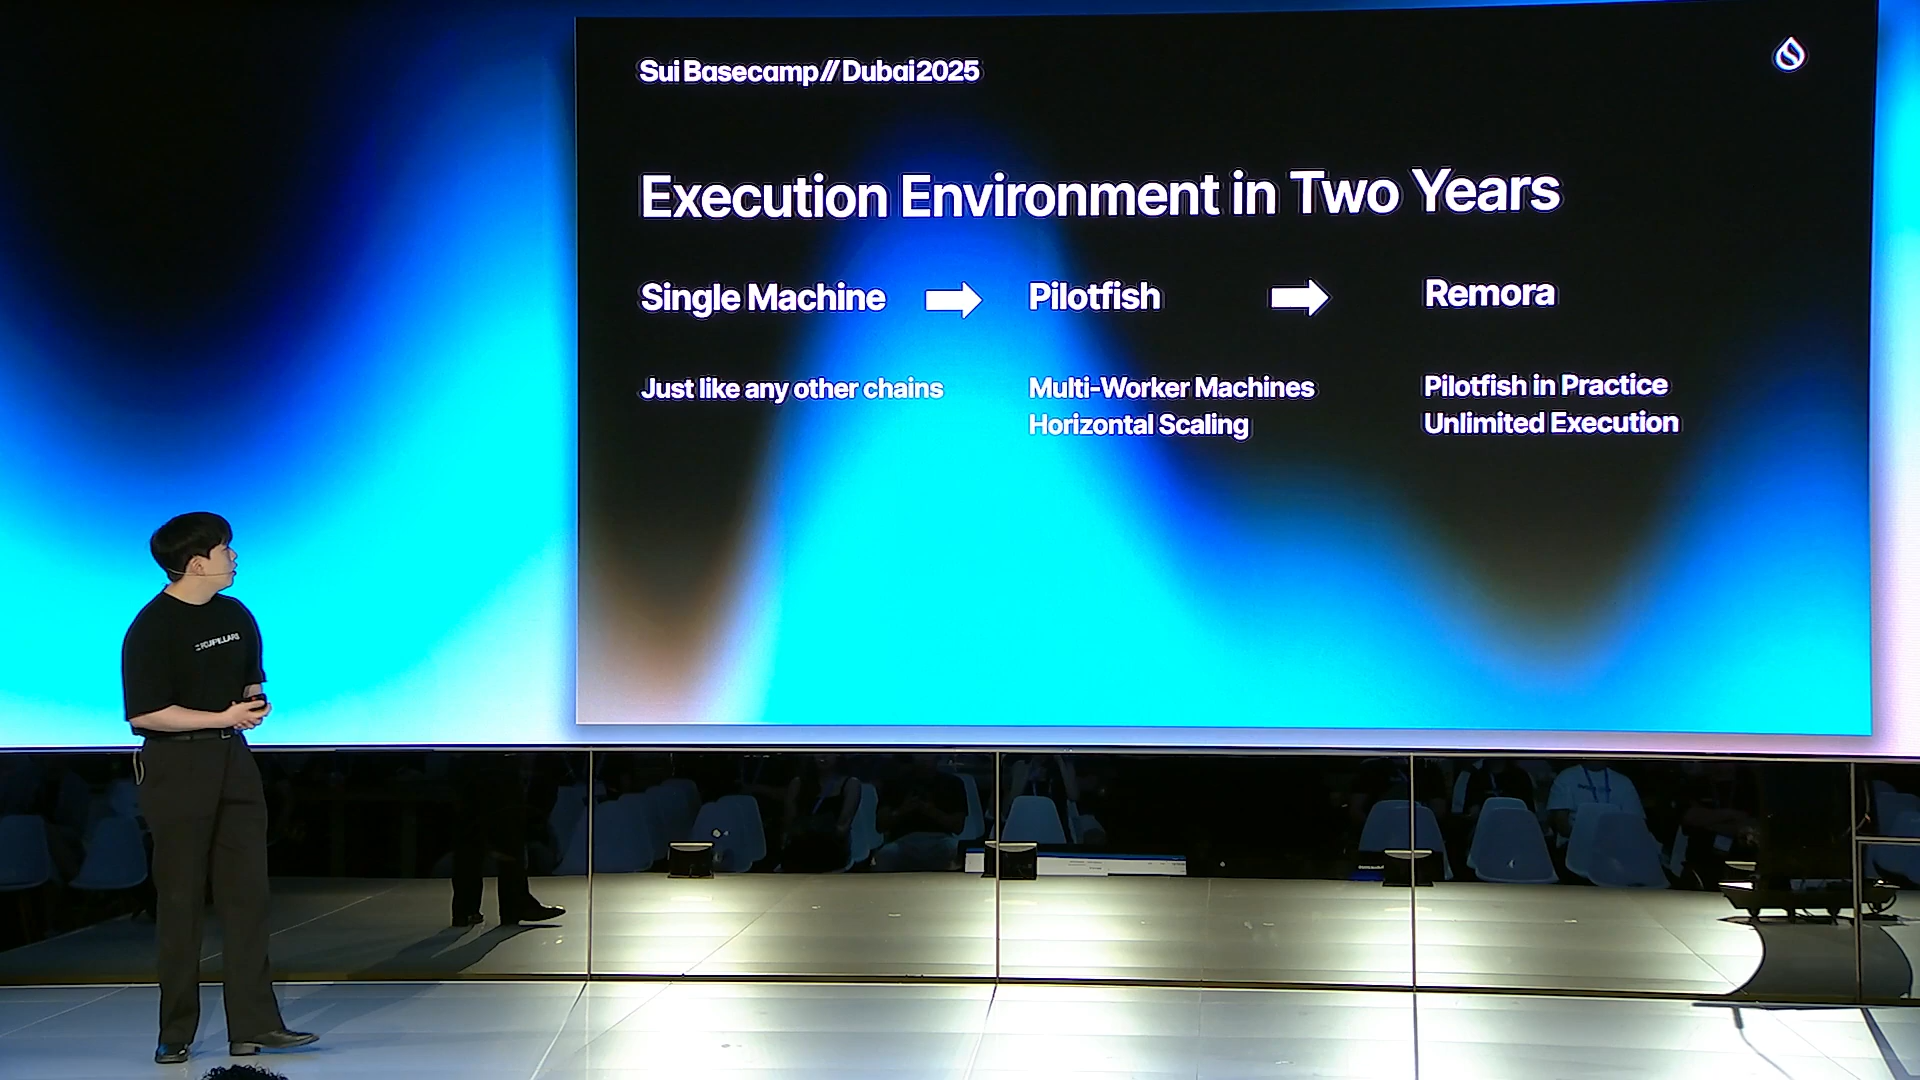 Sui Basecamp // Dubai 2025
Execution Environment in Two Years
Single Machine
Pilotfish
Remora
Just like any other chains
Multi-Worker Machines
Horizontal Scaling
Pilotfish in Practice
Unlimited Execution